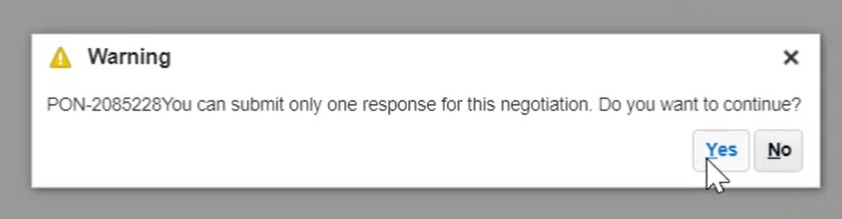 Warning
PON-2085228You can submit only one response for this negotiation. Do you want to continue?
Yes No